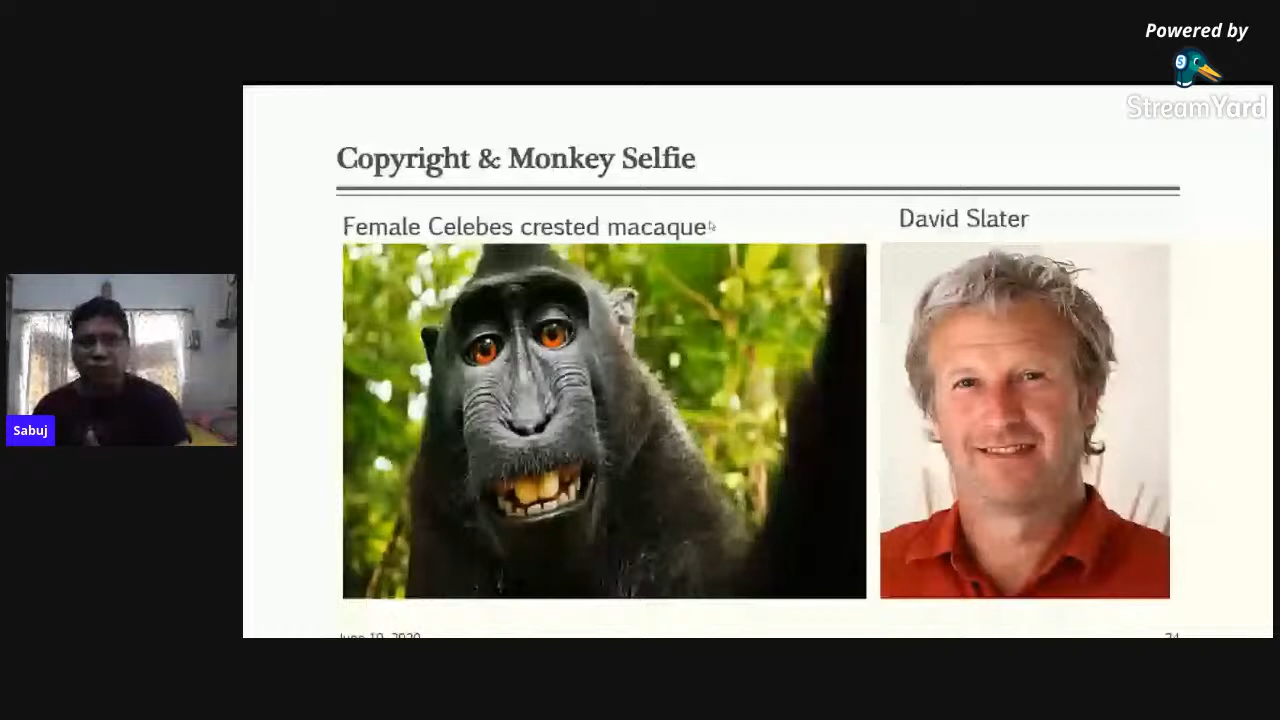 Powered by
StreamYard
Copyright & Monkey Selfie
Female Celebes crested macaque
David Slater
Sabuj